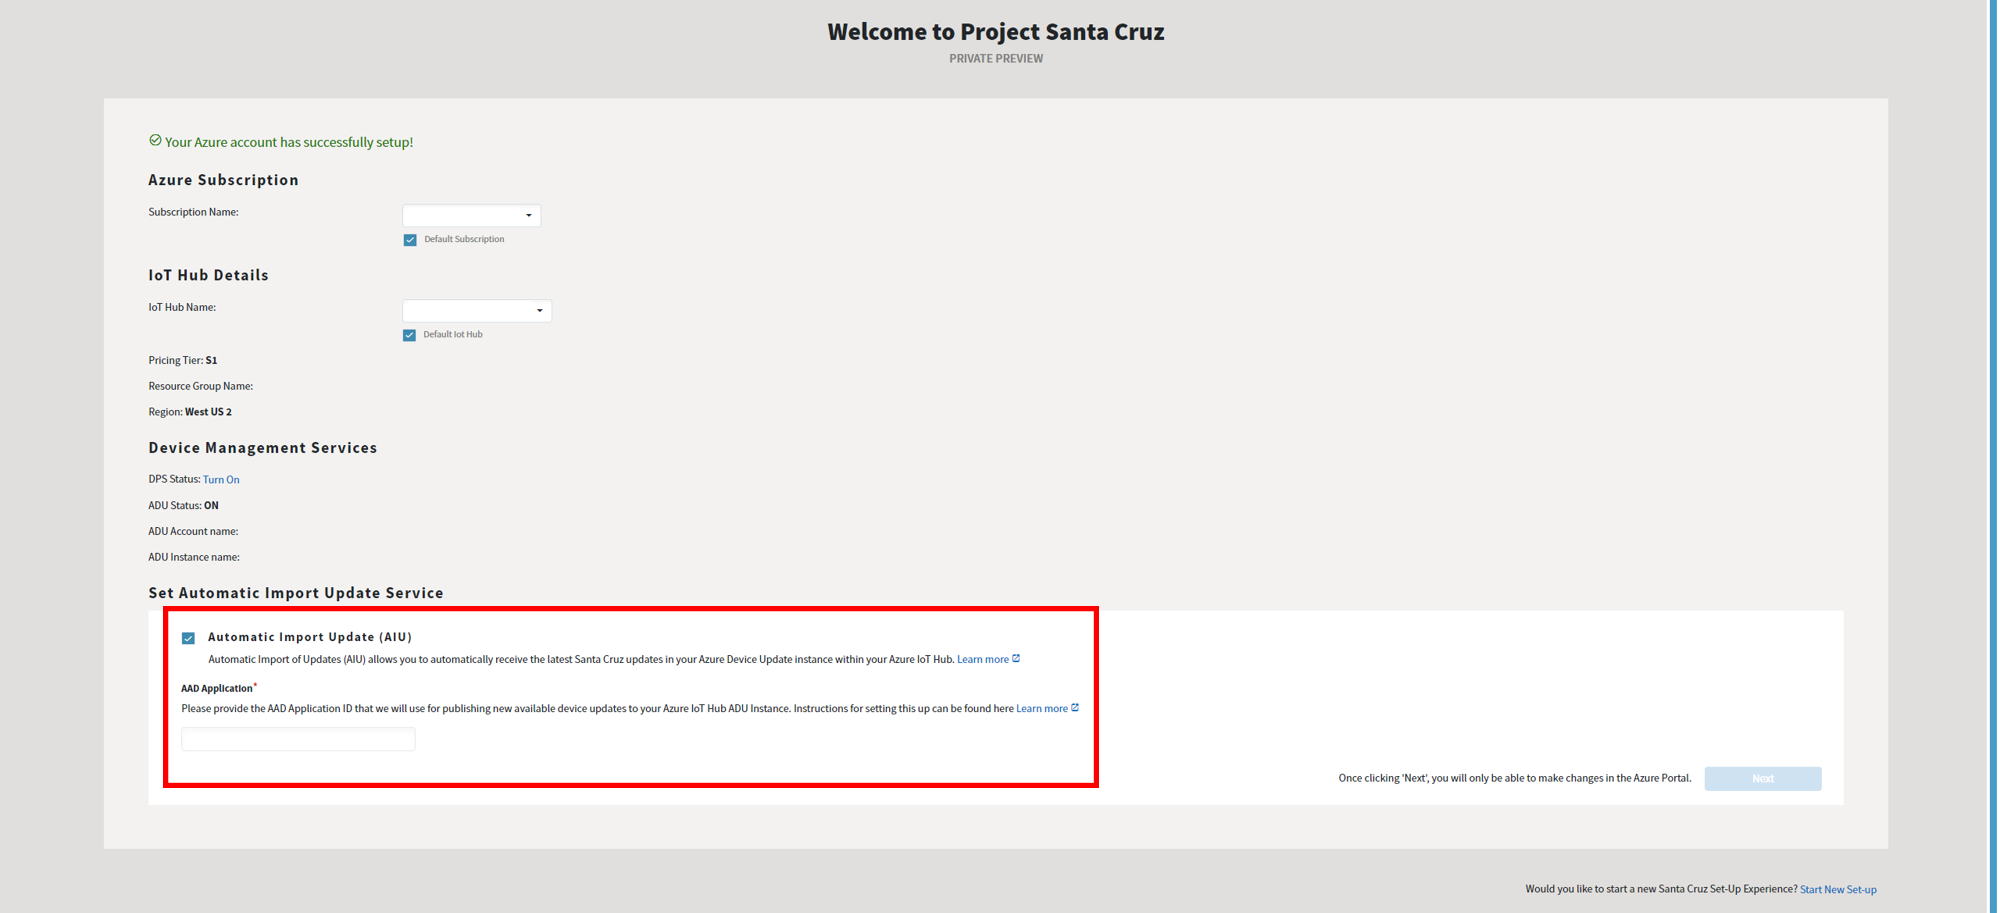 Welcome to Project Santa Cruz
PRIVATE PREVIEW
Your Azure account has successfully setup!
Azure Subscription
Subscription Name:
Default Subscription
IoT Hub Details
IoT Hub Name:
Default Iot Hub
Pricing Tier: S1
Resource Group Name:
Region: West US 2
Device Management Services
DPS Status: Turn On
ADU Status: ON
ADU Account name:
ADU Instance name:
Set Automatic Import Update Service
Automatic Import Update (AIU)
Automatic Import of Updates (AIU) allows you to automatically receive the latest Santa Cruz updates in your Azure Device Update instance within your Azure IoT Hub. Learn more
AAD Application*
Please provide the AAD Application ID that we will use for publishing new available device updates to your Azure IoT Hub ADU Instance. Instructions for setting this up can be found here Learn more
Once clicking 'Next', you will only be able to make changes in the Azure Portal. Next
Would you like to start a new Santa Cruz Set-Up Experience? Start New Set-up